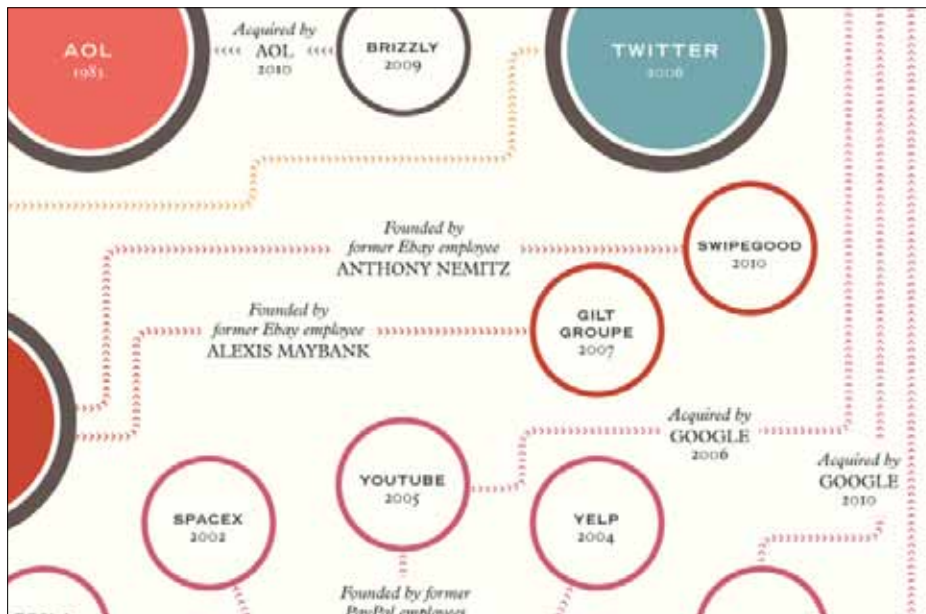 AOL
1983
Acquired by
AOL
2010
BRIZZLY
2009
TWITTER
2006
Founded by
former Ebay employee
ANTHONY NEMITZ
SWIPEGOOD
2010
Founded by
former Ebay employee
ALEXIS MAYBANK
GILT
GROUPE
2007
Acquired by
GOOGLE
2006
YOUTUBE
2005
Acquired by
GOOGLE
2010
SPACEX
2002
YELP
2004
Founded by former
PayPal employees